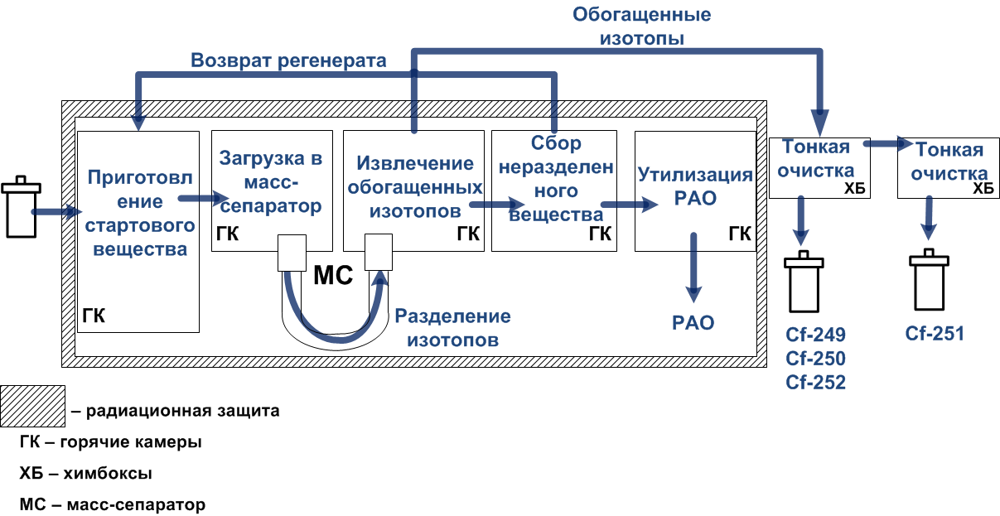 Обогащенные
изотопы
Возврат регенерата
Приготовл
ение
стартового
вещества
ГК
Загрузка в
масс-
сепаратор
ГК
Извлечение
обогащенных
изотопов
ГК
Сбор
неразделен
ного
вещества
ГК
Утилизация
РАО
ГК
Тонкая
очистка
ХБ
Тонкая
очистка
ХБ
МС
Разделение
изотопов
РАО
Cf-249
Cf-250
Cf-252
Cf-251
– радиационная защита
ГК – горячие камеры
ХБ – химбоксы
МС – масс-сепаратор